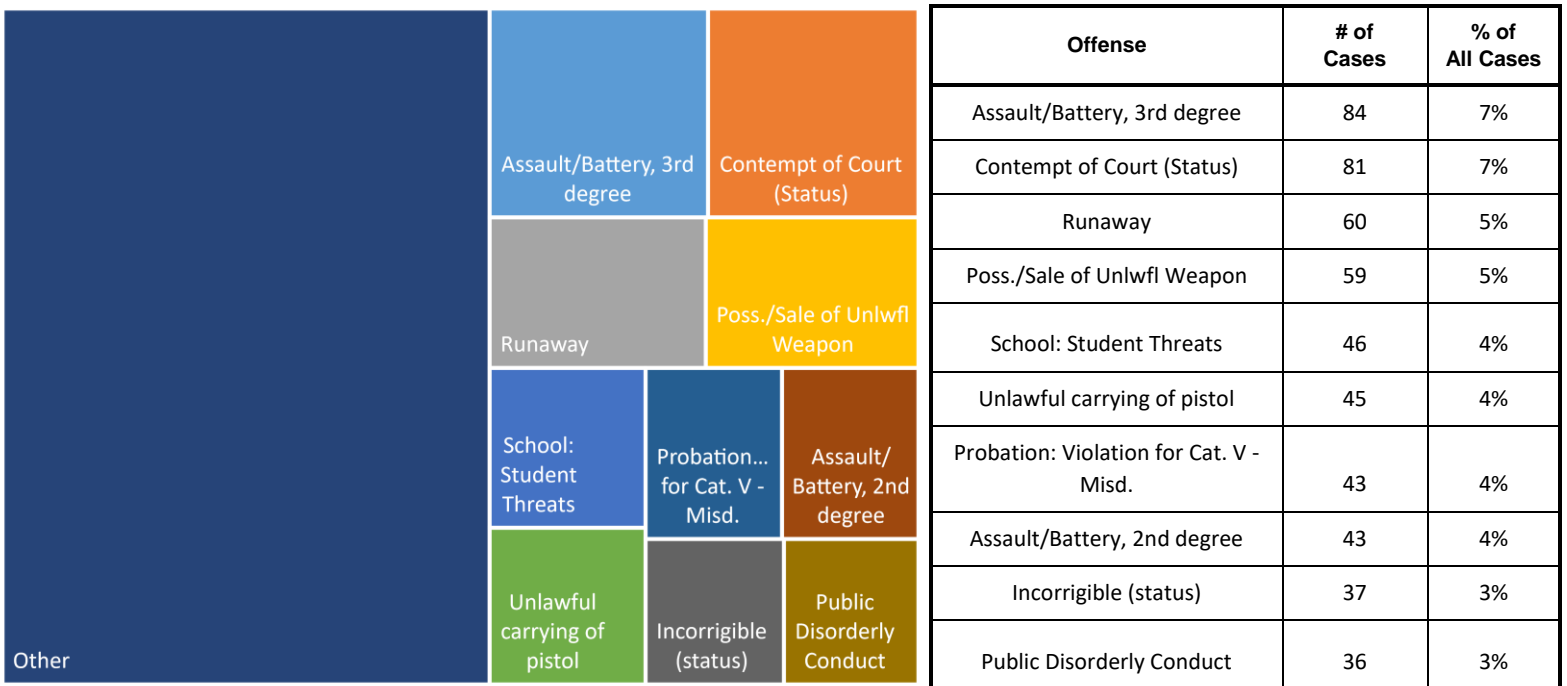 Assault/Battery, 3rd
degree
Contempt of Court
(Status)
Runaway
Poss./Sale of Unlwfl
Weapon
School:
Student
Threats
Probation...
for Cat. V -
Misd.
Assault/
Battery, 2nd
degree
Other
Unlawful
carrying of
pistol
Incorrigible
(status)
Public
Disorderly
Conduct
Offense # of Cases % of All Cases
Assault/Battery, 3rd degree 84 7%
Contempt of Court (Status) 81 7%
Runaway 60 5%
Poss./Sale of Unlwfl Weapon 59 5%
School: Student Threats 46 4%
Unlawful carrying of pistol 45 4%
Probation: Violation for Cat. V -
Misd. 43 4%
Assault/Battery, 2nd degree 43 4%
Incorrigible (status) 37 3%
Public Disorderly Conduct 36 3%